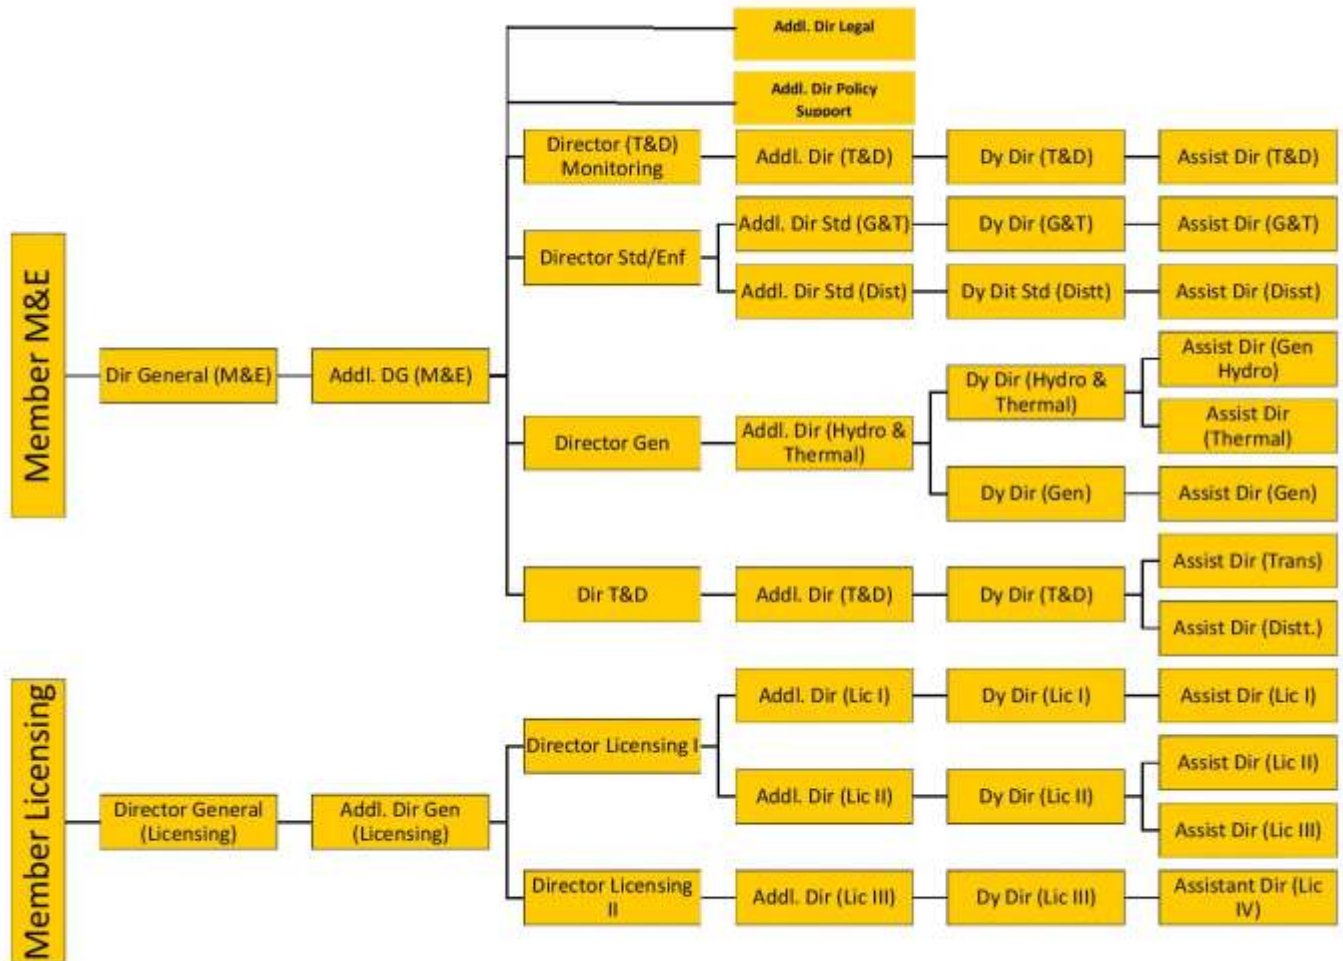 Addl. Dir Legal
Addl. Dir Policy
Support
Director (T&D)
Monitoring
Addl. Dir (T&D)
Dy Dir (T&D)
Assist Dir (T&D)
Member M&E
Dir General (M&E)
Addl. DG (M&E)
Director Std/Enf
Addl. Dir Std (G&T)
Dy Dir (G&T)
Assist Dir (G&T)
Addl. Dir Std (Dist)
Dy Dit Std (Distt)
Assist Dir (Disst)
Director Gen
Addl. Dir (Hydro &
Thermal)
Dy Dir (Hydro &
Thermal)
Assist Dir (Gen
Hydro)
Assist Dir
(Thermal)
Dy Dir (Gen)
Assist Dir (Gen)
Dir T&D
Addl. Dir (T&D)
Dy Dir (T&D)
Assist Dir (Trans)
Assist Dir (Distt.)
Member Licensing
Director General
(Licensing)
Addl. Dir Gen
(Licensing)
Director Licensing I
Addl. Dir (Lic I)
Dy Dir (Lic I)
Assist Dir (Lic I)
Addl. Dir (Lic II)
Dy Dir (Lic II)
Assist Dir (Lic II)
Assist Dir (Lic III)
Director Licensing
II
Addl. Dir (Lic III)
Dy Dir (Lic III)
Assistant Dir (Lic
IV)